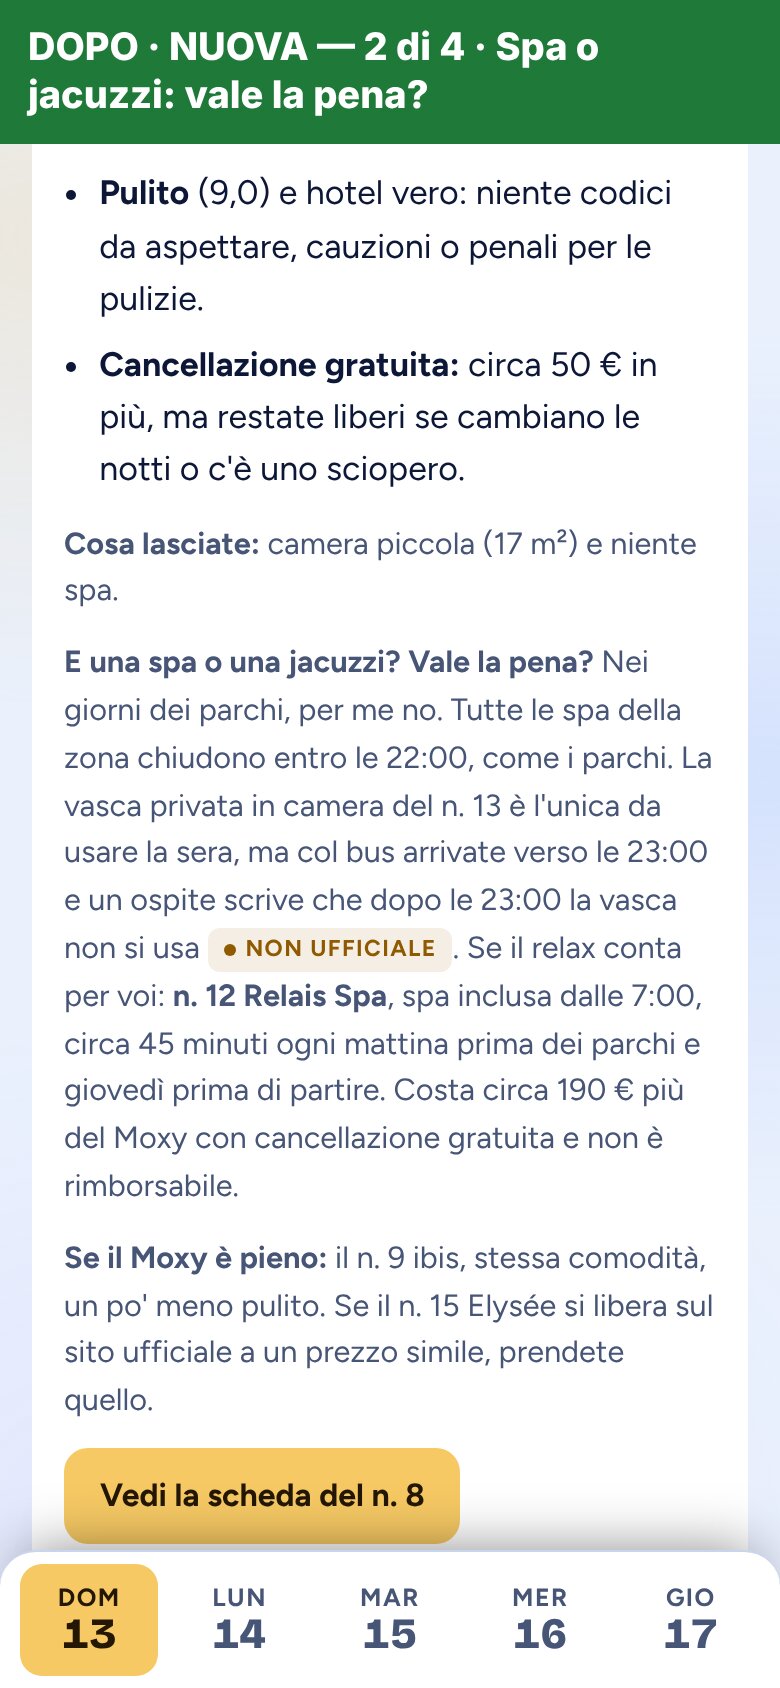 DOPO · NUOVA — 2 di 4 · Spa o
jacuzzi: vale la pena?
• Pulito (9,0) e hotel vero: niente codici
da aspettare, cauzioni o penali per le
pulizie.
• Cancellazione gratuita: circa 50 € in
più, ma restate liberi se cambiano le
notti o c'è uno sciopero.
Cosa lasciate: camera piccola (17 m²) e niente
spa.
E una spa o una jacuzzi? Vale la pena? Nei
giorni dei parchi, per me no. Tutte le spa della
zona chiudono entro le 22:00, come i parchi. La
vasca privata in camera del n. 13 è l'unica da
usare la sera, ma col bus arrivate verso le 23:00
e un ospite scrive che dopo le 23:00 la vasca
non si usa ● NON UFFICIALE . Se il relax conta
per voi: n. 12 Relais Spa, spa inclusa dalle 7:00,
circa 45 minuti ogni mattina prima dei parchi e
giovedì prima di partire. Costa circa 190 € più
del Moxy con cancellazione gratuita e non è
rimborsabile.
Se il Moxy è pieno: il n. 9 ibis, stessa comodità,
un po' meno pulito. Se il n. 15 Elysée si libera sul
sito ufficiale a un prezzo simile, prendete
quello.
Vedi la scheda del n. 8
DOM LUN MAR MER GIO
13 14 15 16 17